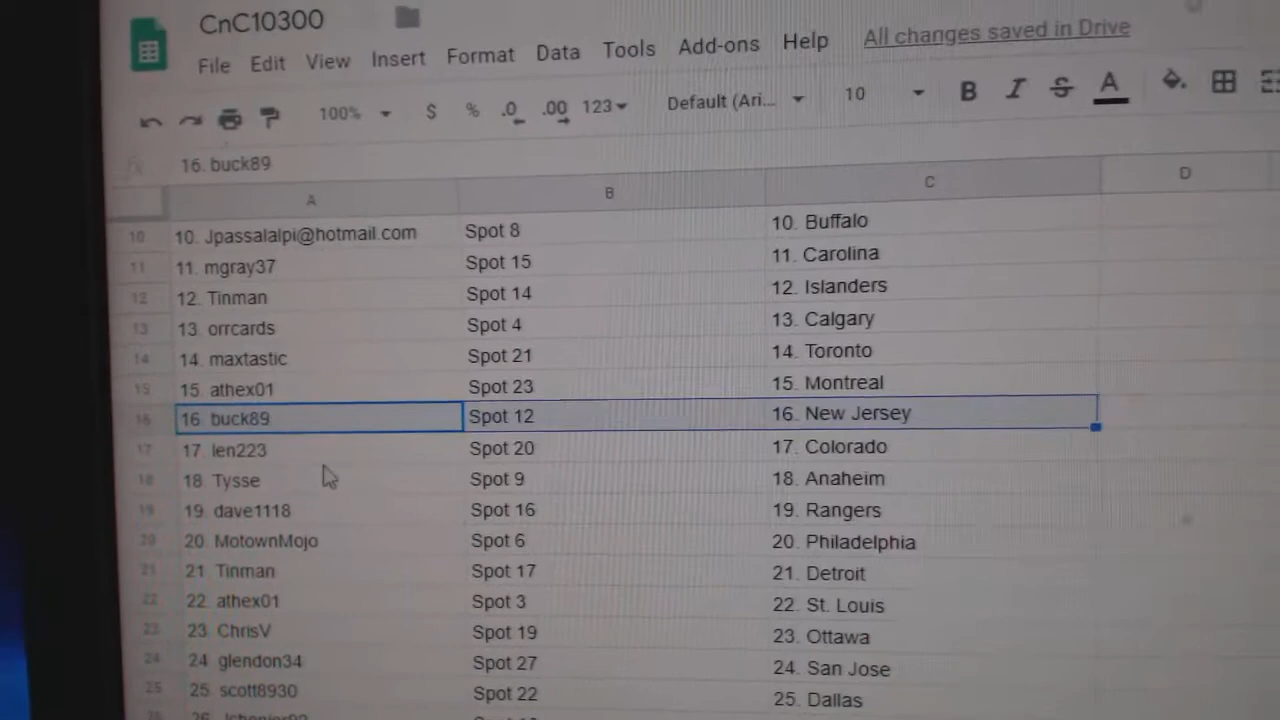 CnC10300
File Edit View Insert Format Data Tools Add-ons Help All changes saved in Drive
100% $ % .0 .00 123 Default (Ari... 10 B I S A
fx 16. buck89
A B C D
10 10. Jpassalalpi@hotmail.com Spot 8 10. Buffalo
11 11. mgray37 Spot 15 11. Carolina
12 12. Tinman Spot 14 12. Islanders
13 13. orrcards Spot 4 13. Calgary
14 14. maxtastic Spot 21 14. Toronto
15 15 athex01 Spot 23 15. Montreal
16 16. buck89 Spot 12 16. New Jersey
17 17. len223 Spot 20 17. Colorado
18 18. Tysse Spot 9 18. Anaheim
19 19. dave1118 Spot 16 19. Rangers
20 20. MotownMojo Spot 6 20. Philadelphia
21 21. Tinman Spot 17 21. Detroit
22 22. athex01 Spot 3 22. St. Louis
23 23. ChrisV Spot 19 23. Ottawa
24 24 glendon34 Spot 27 24. San Jose
25 25. scott8930 Spot 22 25. Dallas